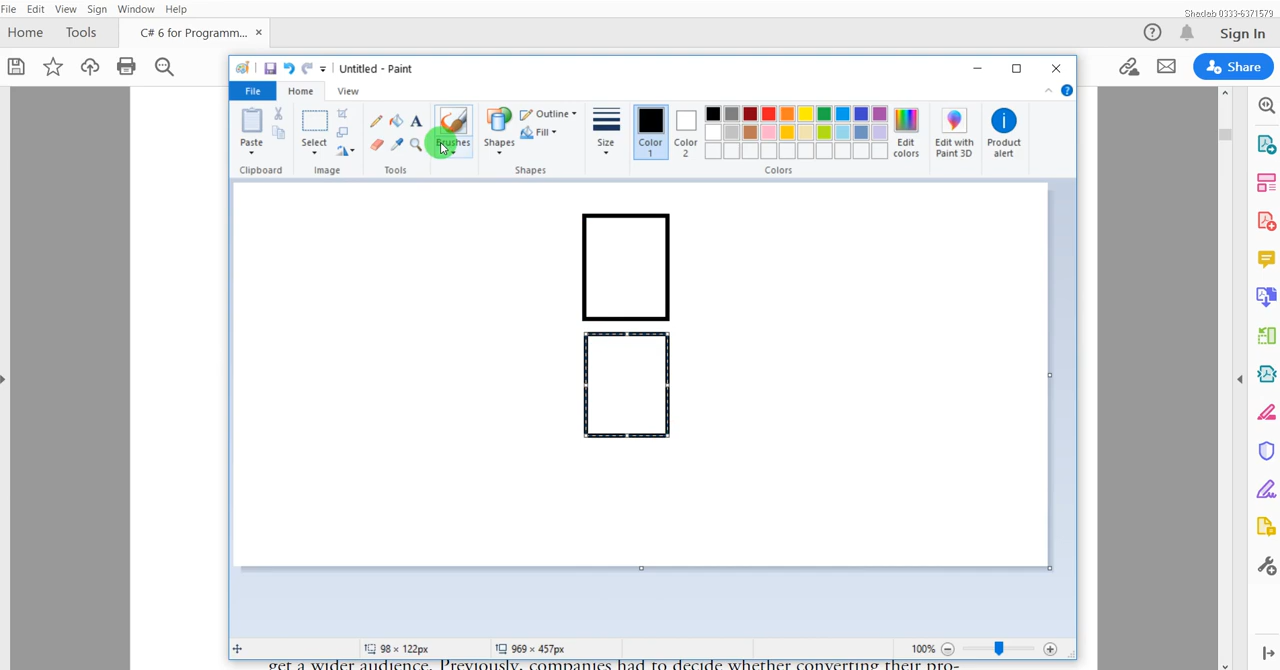 File Edit View Sign Window Help
Shadab 0333-6371579
Home Tools C# 6 for Programm... ×
Sign In
Share
Untitled - Paint
File Home View
Paste
Select
Brushes
Shapes
Outline
Fill
Size
Color 1
Color 2
Edit colors
Edit with Paint 3D
Product alert
Clipboard Image Tools Shapes Colors
98 × 122px 969 × 457px 100%
get a wider audience. Previously, companies had to decide whether converting their pro-